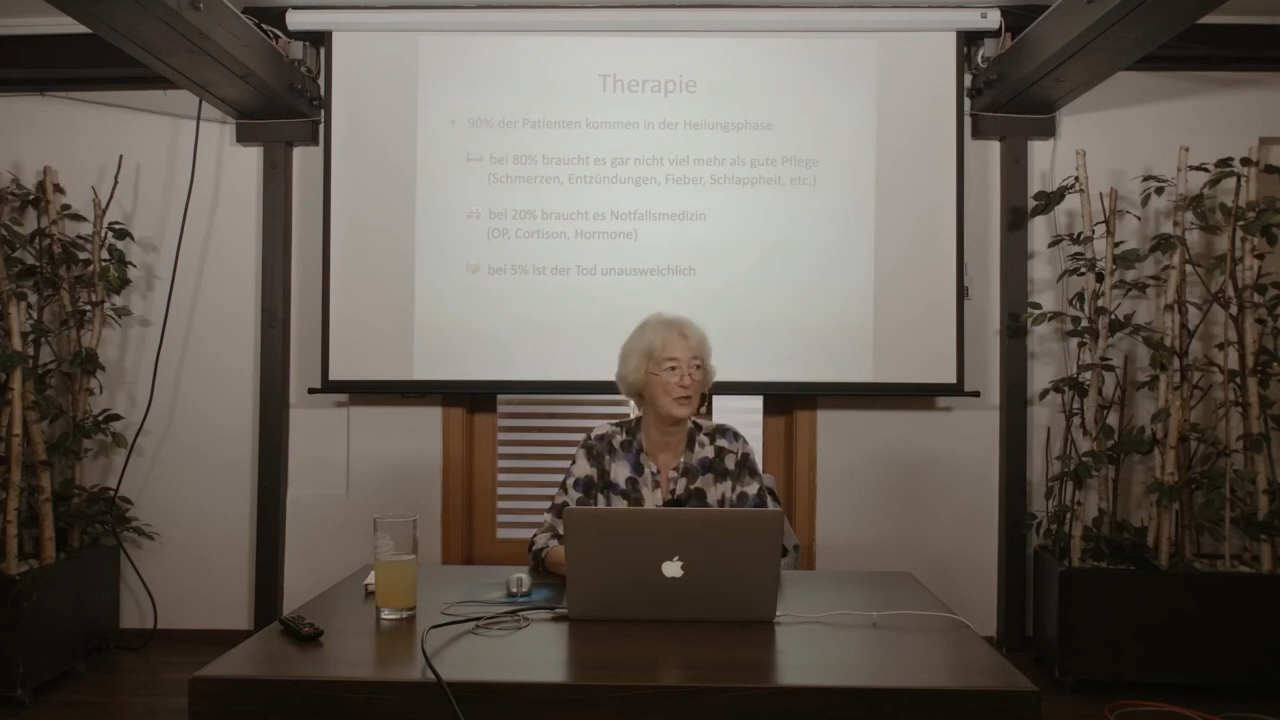 Therapie
• 90% der Patienten kommen in der Heilungsphase
bei 80% braucht es gar nicht viel mehr als gute Pflege
(Schmerzen, Entzündungen, Fieber, Schlappheit, etc.)
bei 20% braucht es Notfallsmedizin
(OP, Cortison, Hormone)
bei 5% ist der Tod unausweichlich